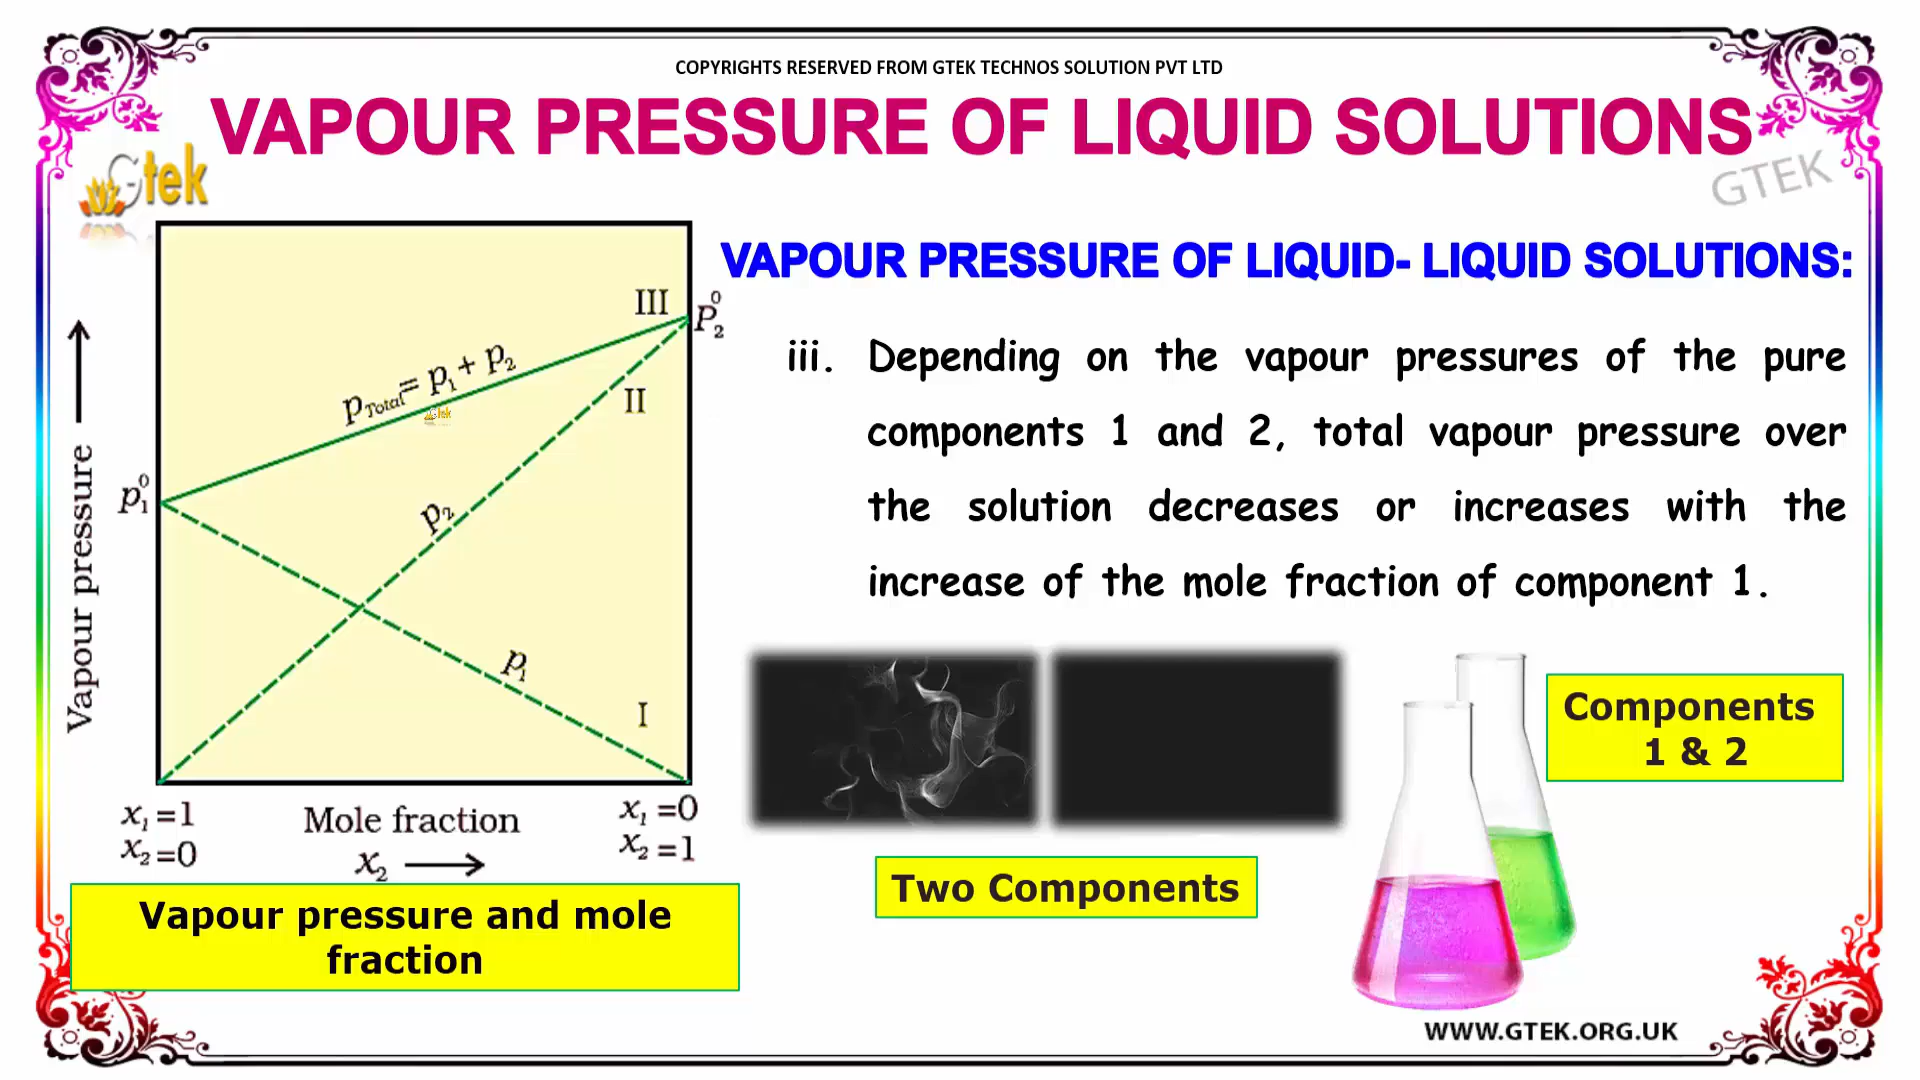 COPYRIGHTS RESERVED FROM GTEK TECHNOS SOLUTION PVT LTD
VAPOUR PRESSURE OF LIQUID SOLUTIONS
Gtek
GTEK
VAPOUR PRESSURE OF LIQUID- LIQUID SOLUTIONS:
iii. Depending on the vapour pressures of the pure
components 1 and 2, total vapour pressure over
the solution decreases or increases with the
increase of the mole fraction of component 1.
Vapour pressure
III
P₂⁰
p_Total = p₁ + p₂
Gtek
II
p₁⁰
p₂
p₁
I
x₁=1
x₂=0
Mole fraction
x₂
x₁=0
x₂=1
Vapour pressure and mole
fraction
Two Components
Components
1 & 2
WWW.GTEK.ORG.UK